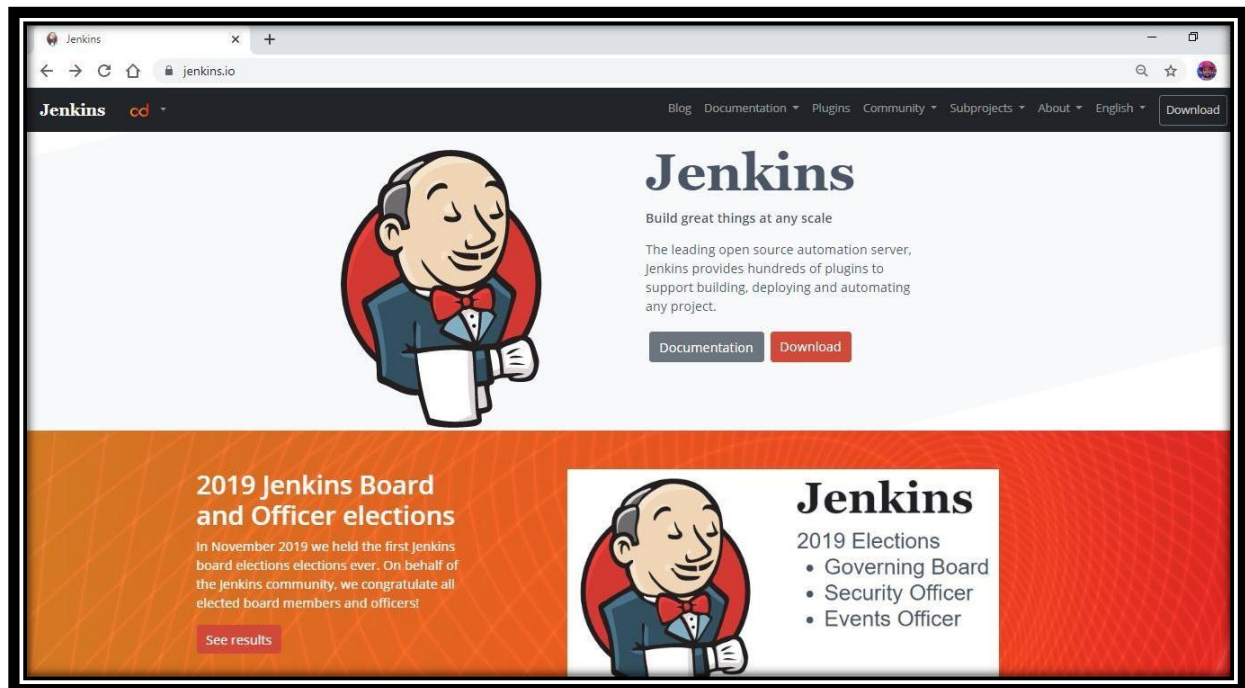 Jenkins
jenkins.io
Jenkins cd Blog Documentation Plugins Community Subprojects About English Download
Jenkins
Build great things at any scale
The leading open source automation server,
Jenkins provides hundreds of plugins to
support building, deploying and automating
any project.
Documentation Download
2019 Jenkins Board
and Officer elections
In November 2019 we held the first Jenkins
board elections elections ever. On behalf of
the Jenkins community, we congratulate all
elected board members and officers!
See results
Jenkins
2019 Elections
• Governing Board
• Security Officer
• Events Officer